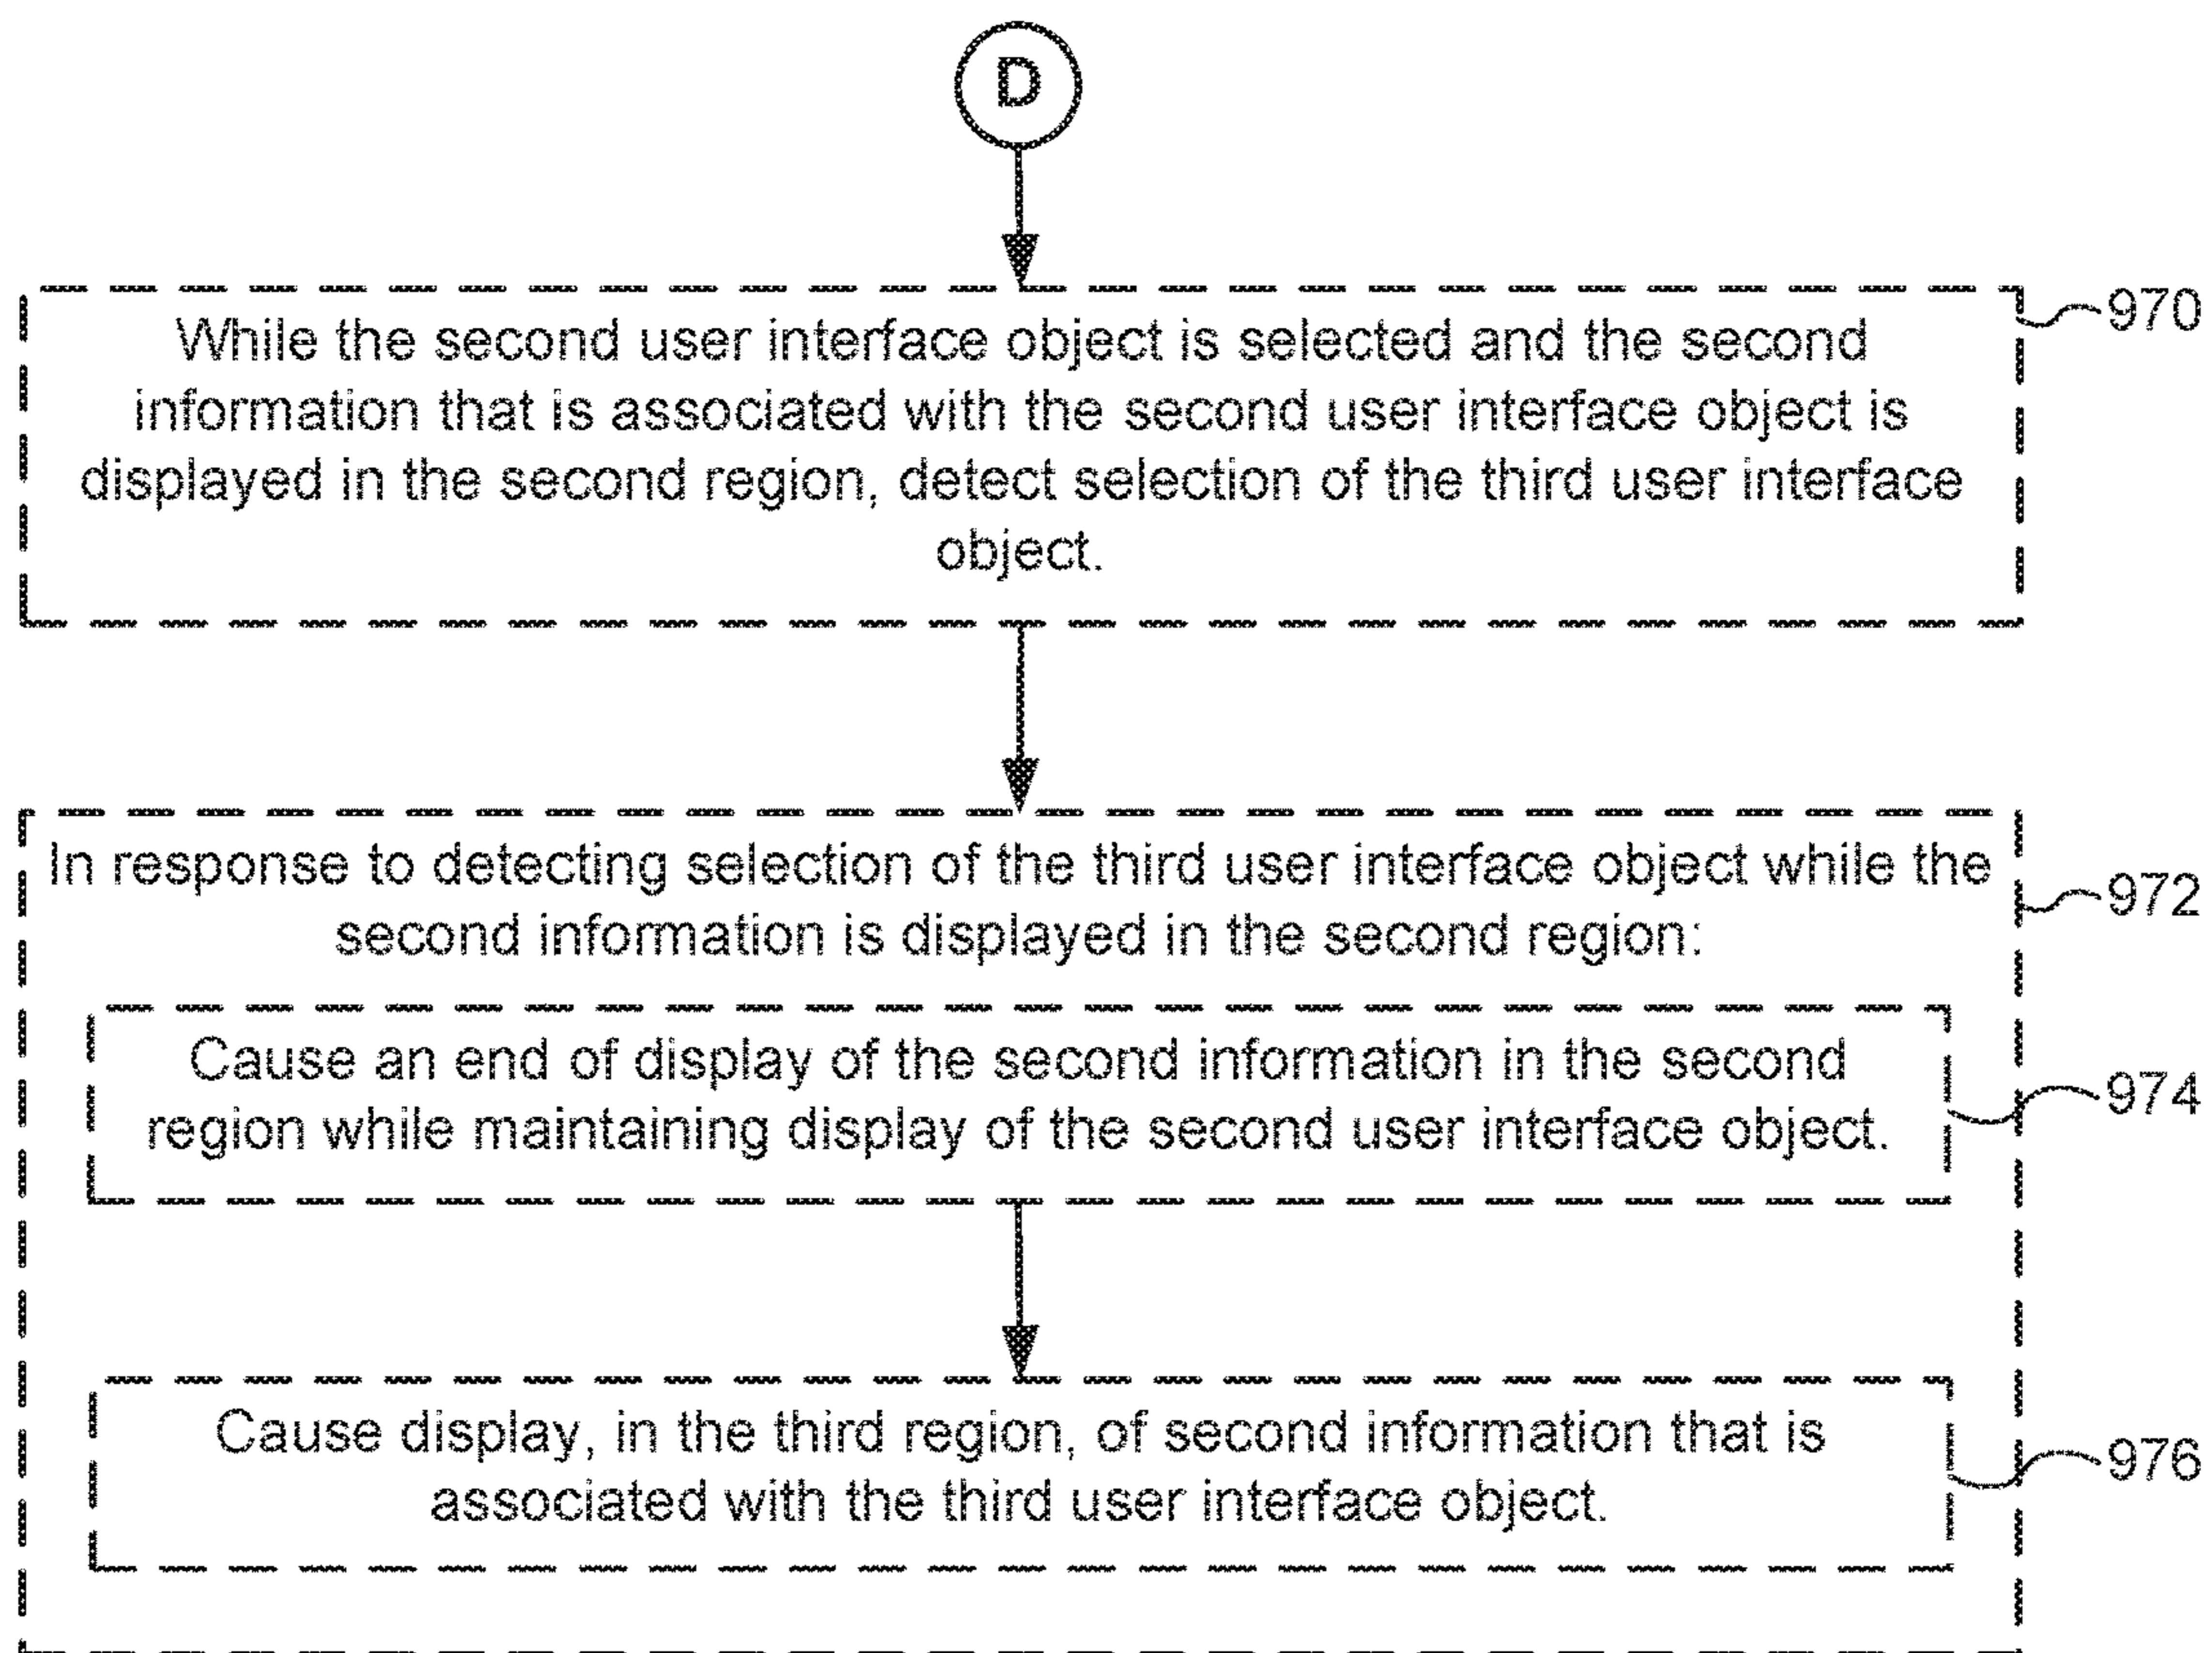 D
While the second user interface object is selected and the second
information that is associated with the second user interface object is
displayed in the second region, detect selection of the third user interface
object.
970
In response to detecting selection of the third user interface object while the
second information is displayed in the second region:
972
Cause an end of display of the second information in the second
region while maintaining display of the second user interface object.
974
Cause display, in the third region, of second information that is
associated with the third user interface object.
976